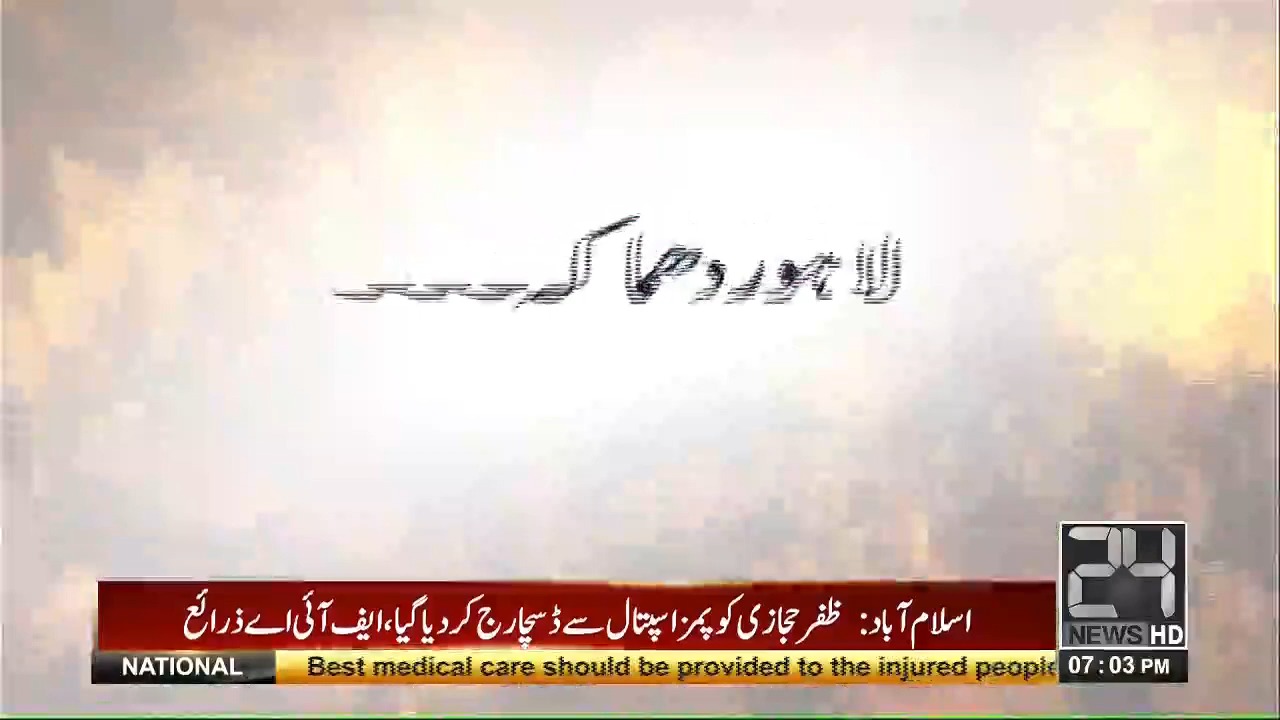 لاہور دھماکہ۔۔۔
اسلام آباد: ظفر حجازی کو پمز اسپتال سے ڈسچارج کر دیا گیا، ایف آئی اے ذرائع
24
NEWS HD
NATIONAL Best medical care should be provided to the injured people
07:03 PM